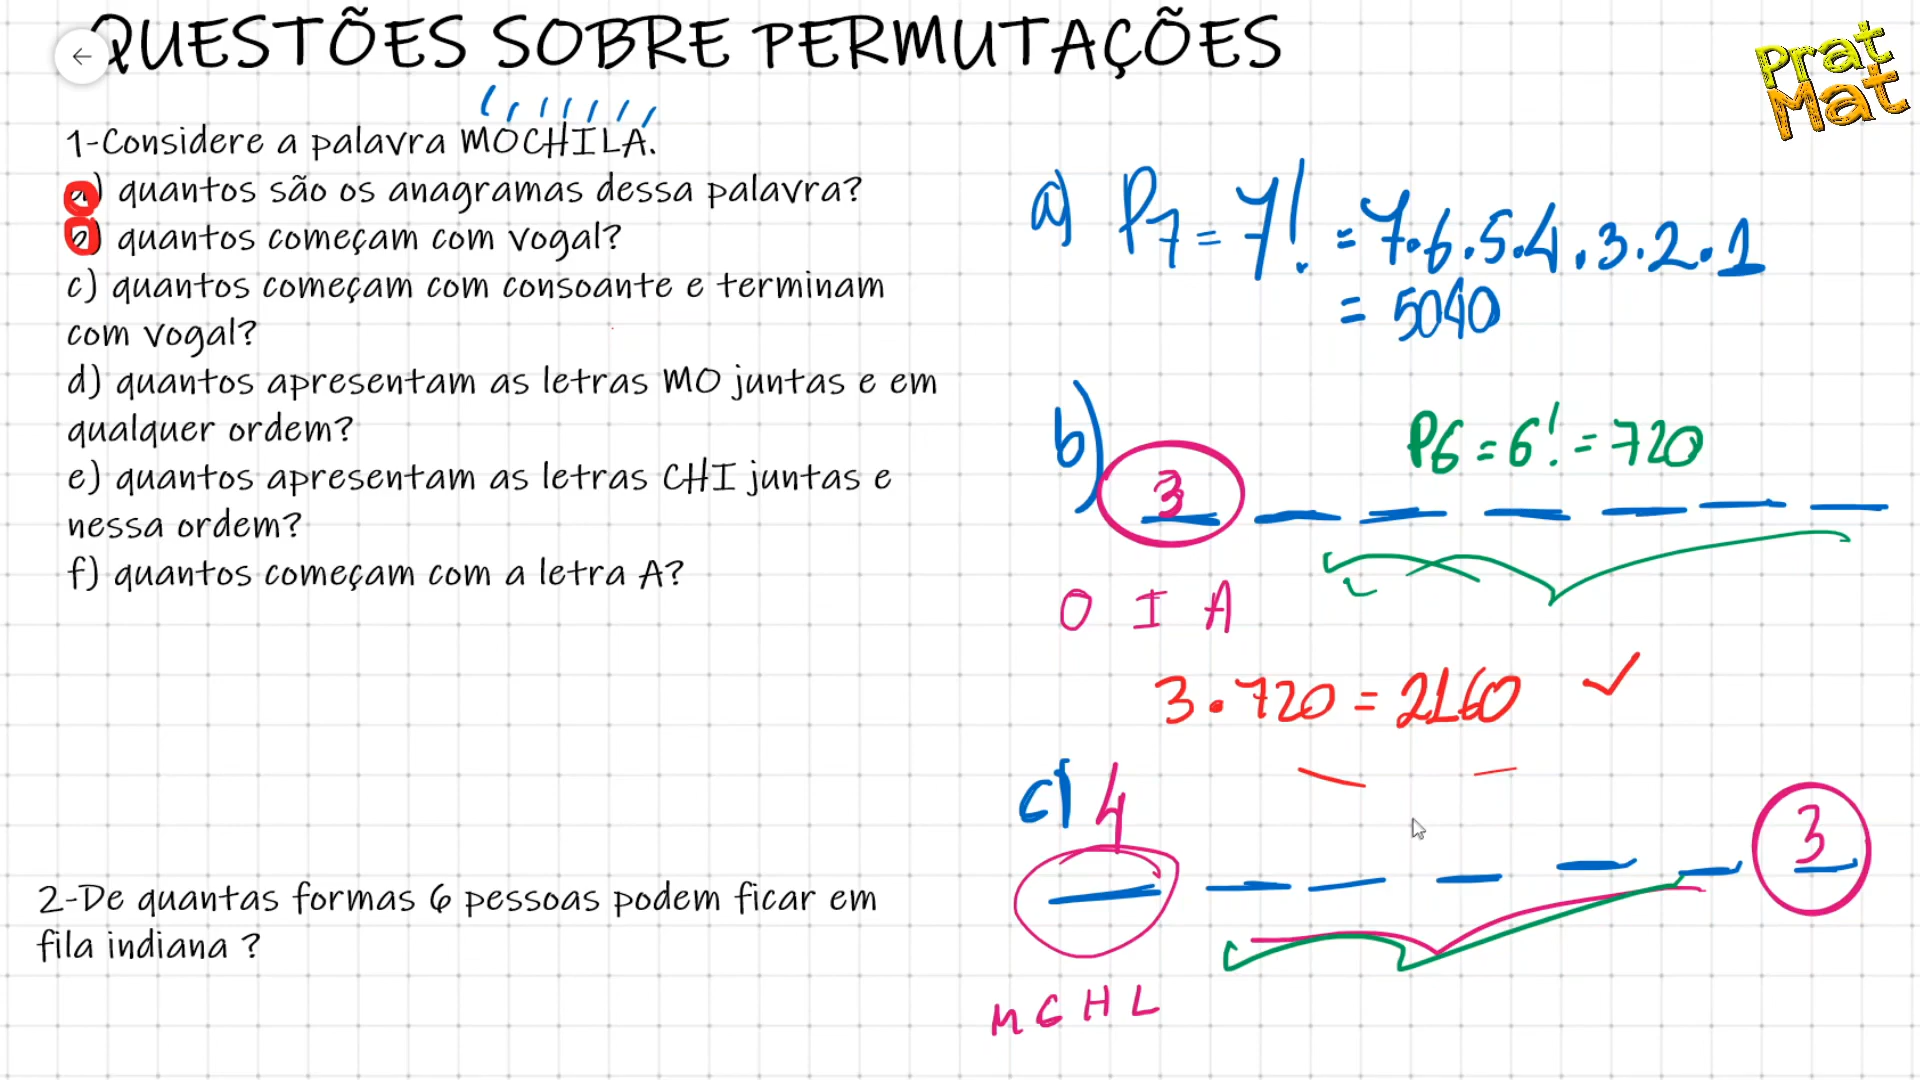 QUESTÕES SOBRE PERMUTAÇÕES
Prat
Mat
1-Considere a palavra MOCHILA.
a) quantos são os anagramas dessa palavra?
b) quantos começam com vogal?
c) quantos começam com consoante e terminam
com vogal?
d) quantos apresentam as letras MO juntas e em
qualquer ordem?
e) quantos apresentam as letras CHI juntas e
nessa ordem?
f) quantos começam com a letra A?
2-De quantas formas 6 pessoas podem ficar em
fila indiana ?
a) P7 = 7! = 7.6.5.4.3.2.1
= 5040
b) 3
P6 = 6! = 720
O I A
3.720 = 2160 ✓
c) 4
3
M C H L